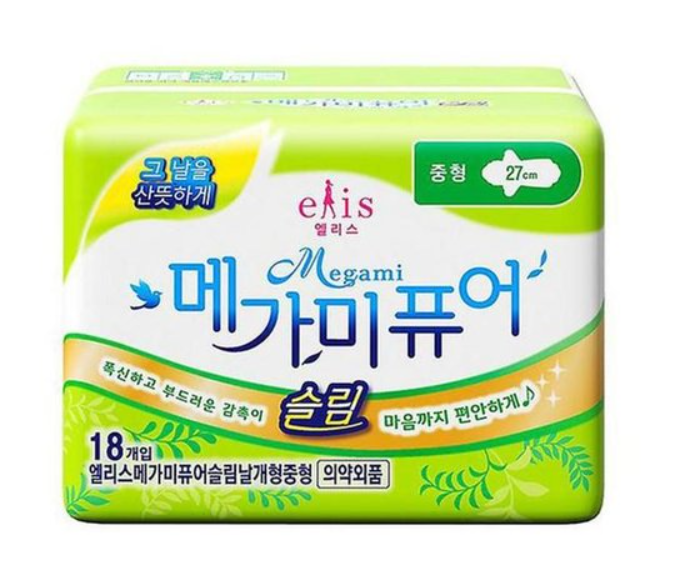 그 날을
산뜻하게
중형 27cm
elis
엘리스
Megami
메가미퓨어
폭신하고 부드러운 감촉이
슬림
마음까지 편안하게♪
18개입
엘리스메가미퓨어슬림날개형중형 의약외품